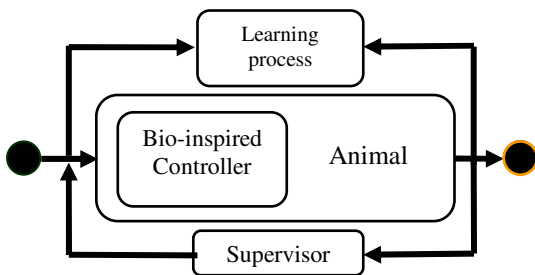 Learning
process
Bio-inspired
Controller
Animal
Supervisor